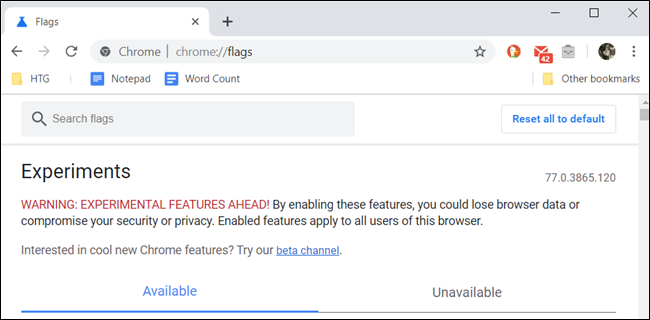 Flags
Chrome | chrome://flags
42
HTG
Notepad
Word Count
Other bookmarks
Search flags
Reset all to default
Experiments
77.0.3865.120
WARNING: EXPERIMENTAL FEATURES AHEAD! By enabling these features, you could lose browser data or
compromise your security or privacy. Enabled features apply to all users of this browser.
Interested in cool new Chrome features? Try our beta channel.
Available
Unavailable